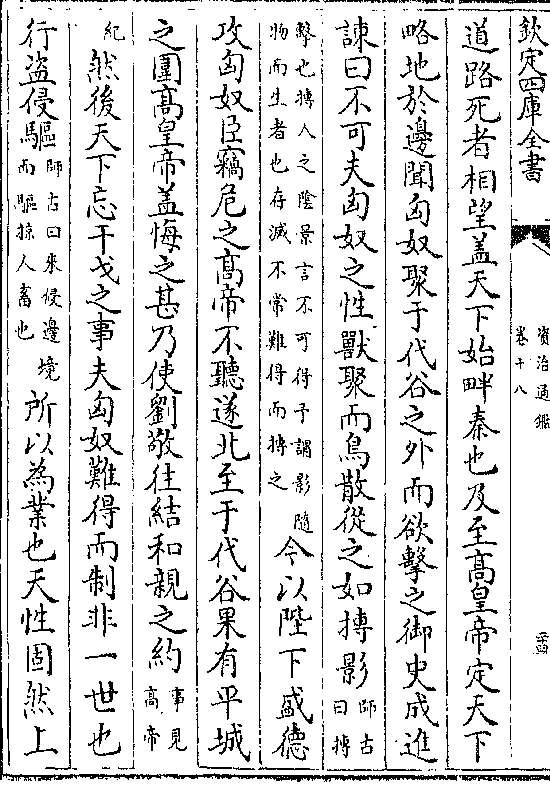 欽定四庫全書
資治通鑑
卷十八
道路死者相望蓋天下始畔秦也及至髙皇帝定天下
略地於邊聞匈奴聚于代谷之外而欲擊之御史成進
諫曰不可夫匈奴之性獸聚而鳥散從之如摶影師古曰摶
擊也摶人之陰景言不可得予謂影隨物而生者也存滅不常難得而摶之今以陛下盛德
攻匈奴臣竊危之髙帝不聽遂北至于代谷果有平城
之圍髙皇帝蓋悔之甚乃使劉敬往結和親之約事見高帝
紀然後天下忘干戈之事夫匈奴難得而制非一世也
行盜侵驅師古曰來侵邊境而驅掠人畜也所以為業也天性固然上